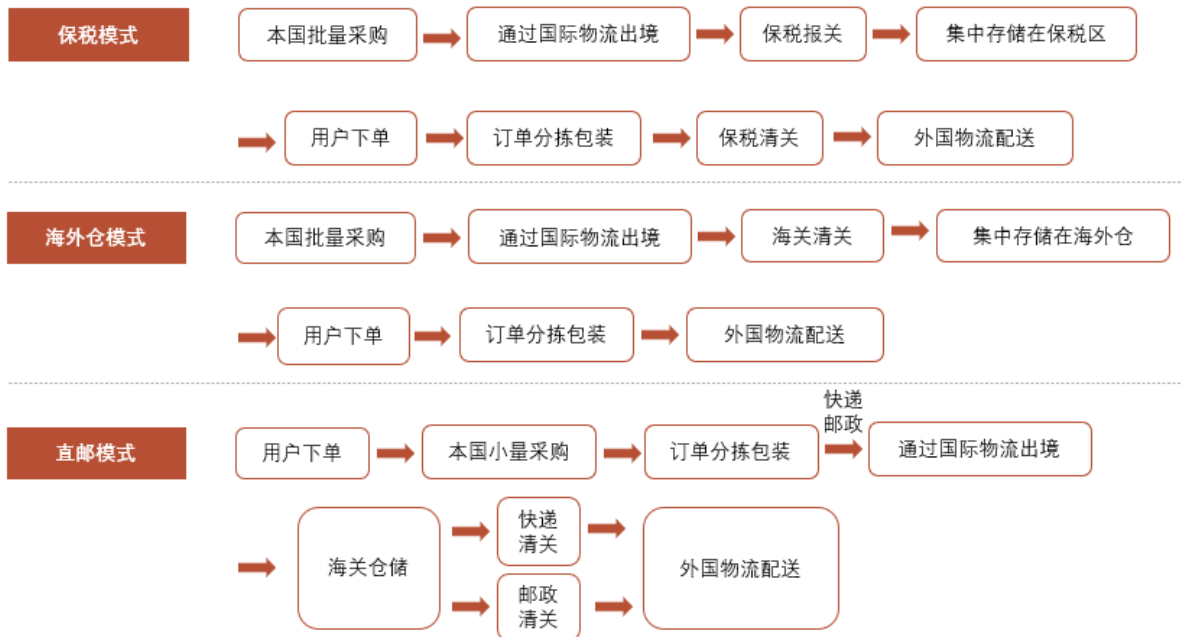 保税模式
本国批量采购
通过国际物流出境
保税报关
集中存储在保税区
用户下单
订单分拣包装
保税清关
外国物流配送
海外仓模式
本国批量采购
通过国际物流出境
海关清关
集中存储在海外仓
用户下单
订单分拣包装
外国物流配送
直邮模式
用户下单
本国小量采购
订单分拣包装
快递
邮政
通过国际物流出境
海关仓储
快递
清关
邮政
清关
外国物流配送